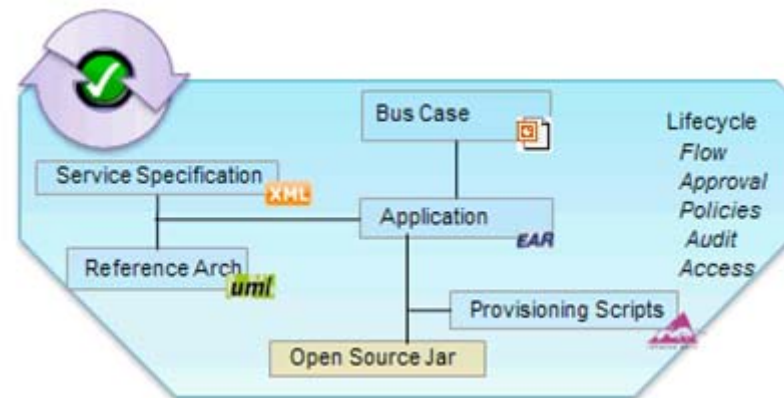 Bus Case
Service Specification
XML
Application
EAR
Reference Arch
uml
Provisioning Scripts
Open Source Jar
Lifecycle
Flow
Approval
Policies
Audit
Access